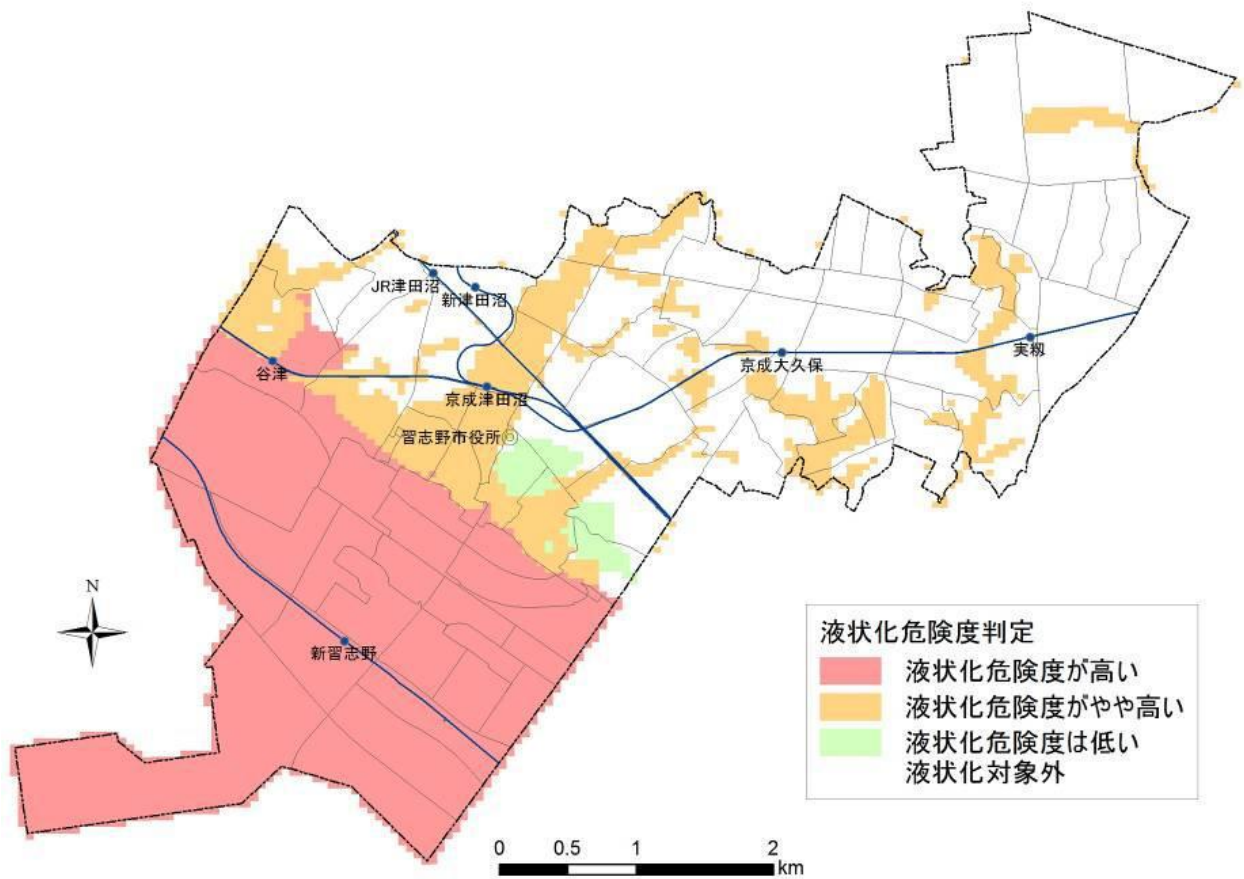 JR津田沼
新津田沼
谷津
京成津田沼
京成大久保
実籾
習志野市役所
N
新習志野
液状化危険度判定
液状化危険度が高い
液状化危険度がやや高い
液状化危険度は低い
液状化対象外
0 0.5 1 2
km